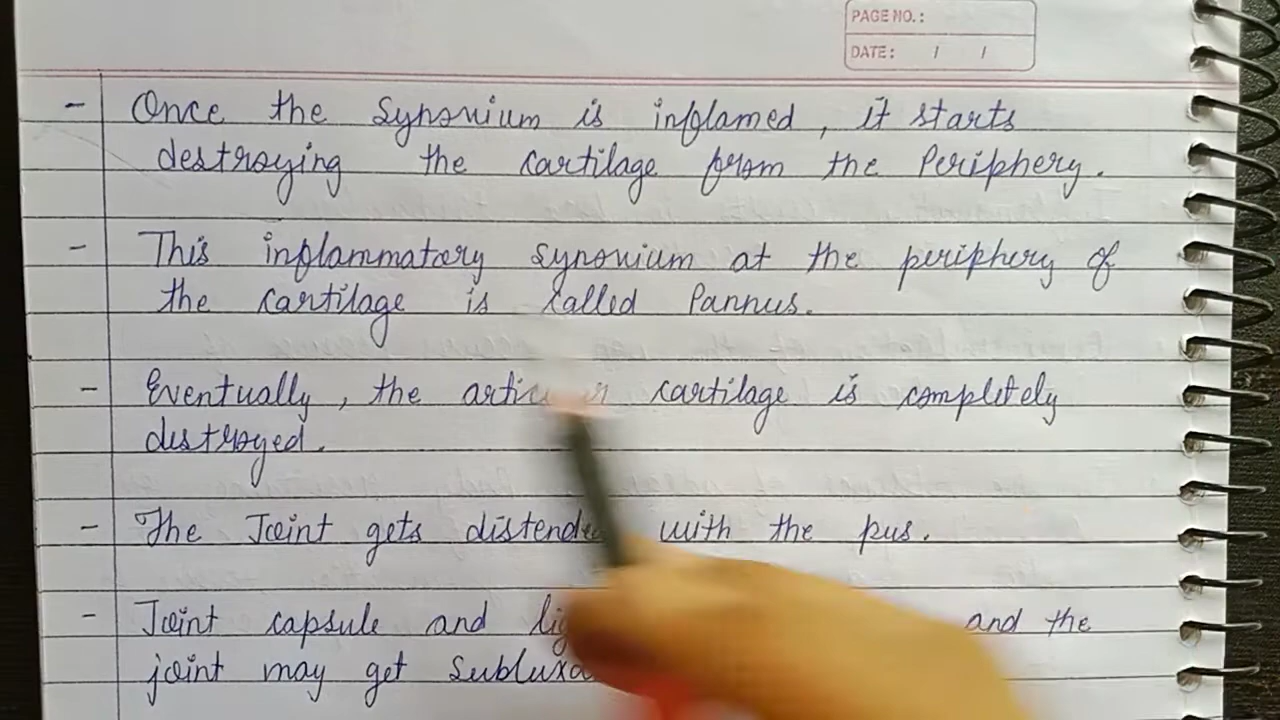 PAGE NO. :
DATE : / /
- Once the Synovium is inflamed, it starts
destroying the cartilage from the Periphery.
- This inflammatory synovium at the periphery of
the cartilage is called Pannus.
- Eventually, the cartilage is completely
destroyed.
- The Joint gets with the pus.
- Joint capsule and and the
joint may get